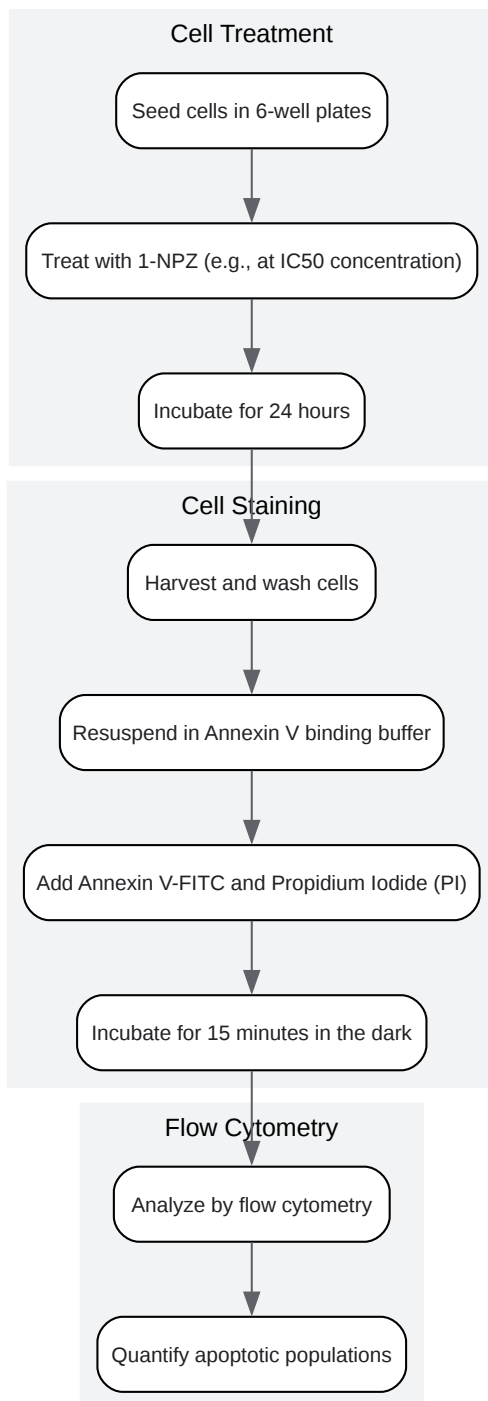 Cell Treatment
Seed cells in 6-well plates
Treat with 1-NPZ (e.g., at IC50 concentration)
Incubate for 24 hours
Cell Staining
Harvest and wash cells
Resuspend in Annexin V binding buffer
Add Annexin V-FITC and Propidium Iodide (PI)
Incubate for 15 minutes in the dark
Flow Cytometry
Analyze by flow cytometry
Quantify apoptotic populations